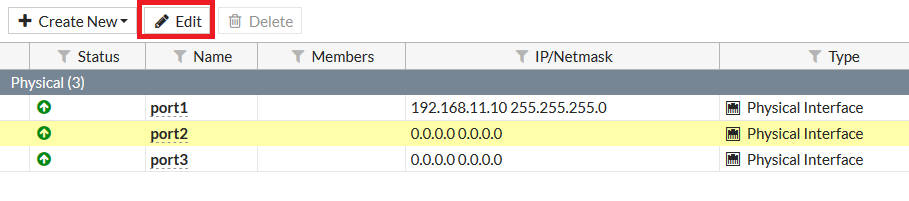 Create New Edit Delete
Status Name Members IP/Netmask Type
Physical (3)
port1 192.168.11.10 255.255.255.0 Physical Interface
port2 0.0.0.0 0.0.0.0 Physical Interface
port3 0.0.0.0 0.0.0.0 Physical Interface